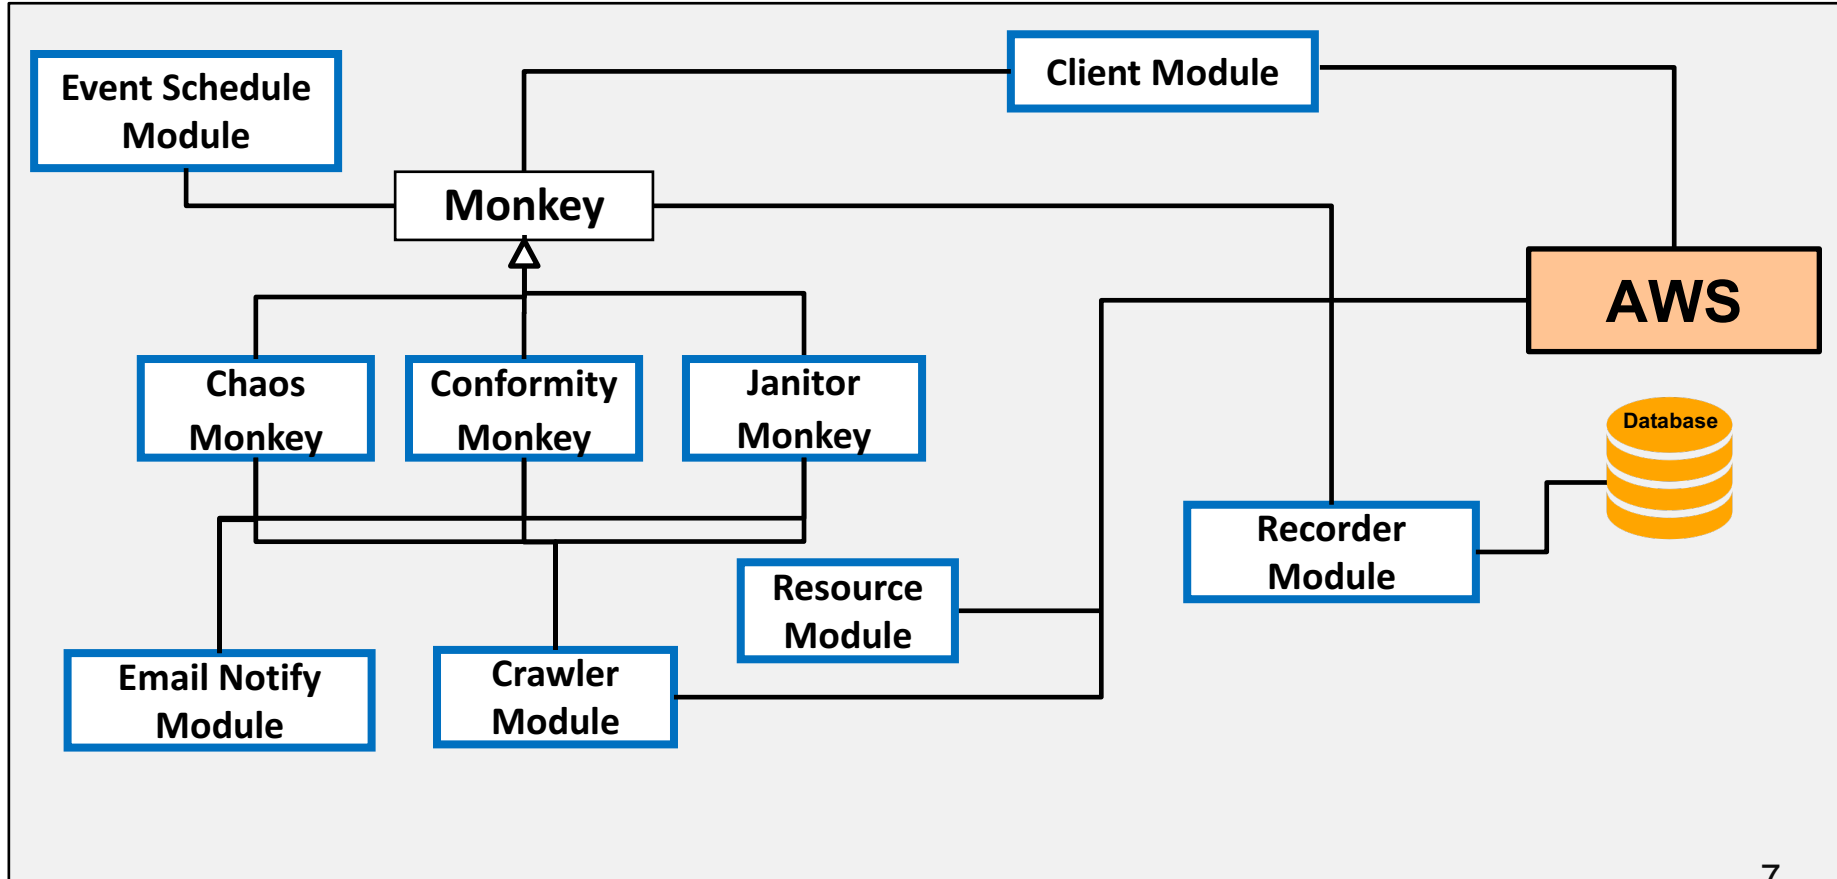 Event Schedule
Module
Client Module
Monkey
AWS
Chaos
Monkey
Conformity
Monkey
Janitor
Monkey
Database
Recorder
Module
Resource
Module
Email Notify
Module
Crawler
Module
7